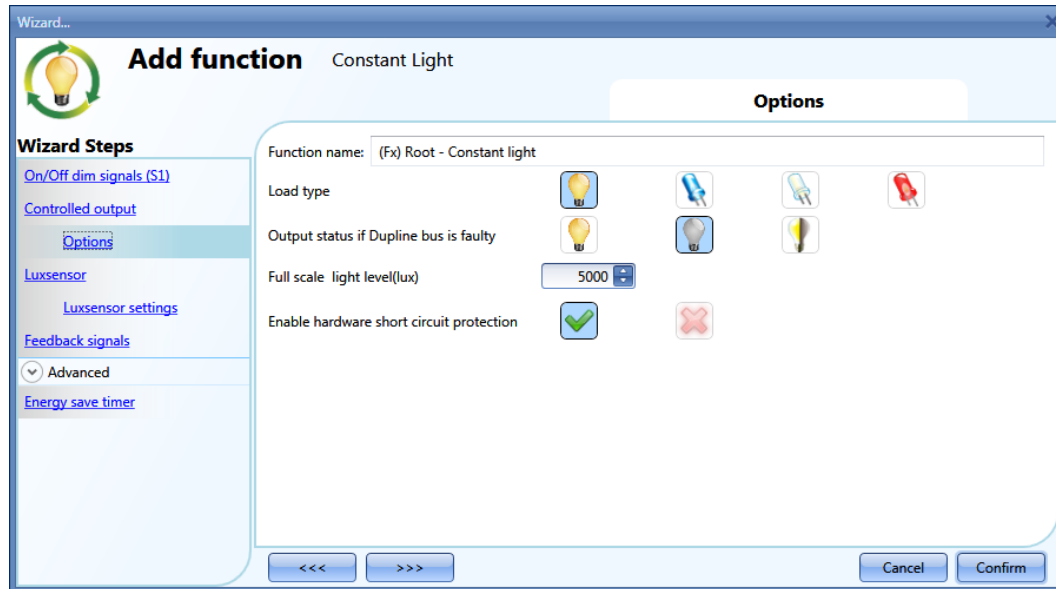 Wizard...
Add function Constant Light
Options
Wizard Steps
On/Off dim signals (S1)
Controlled output
Options
Luxsensor
Luxsensor settings
Feedback signals
Advanced
Energy save timer
Function name: (Fx) Root - Constant light
Load type
Output status if Dupline bus is faulty
Full scale light level(lux) 5000
Enable hardware short circuit protection
<<< >>> Cancel Confirm